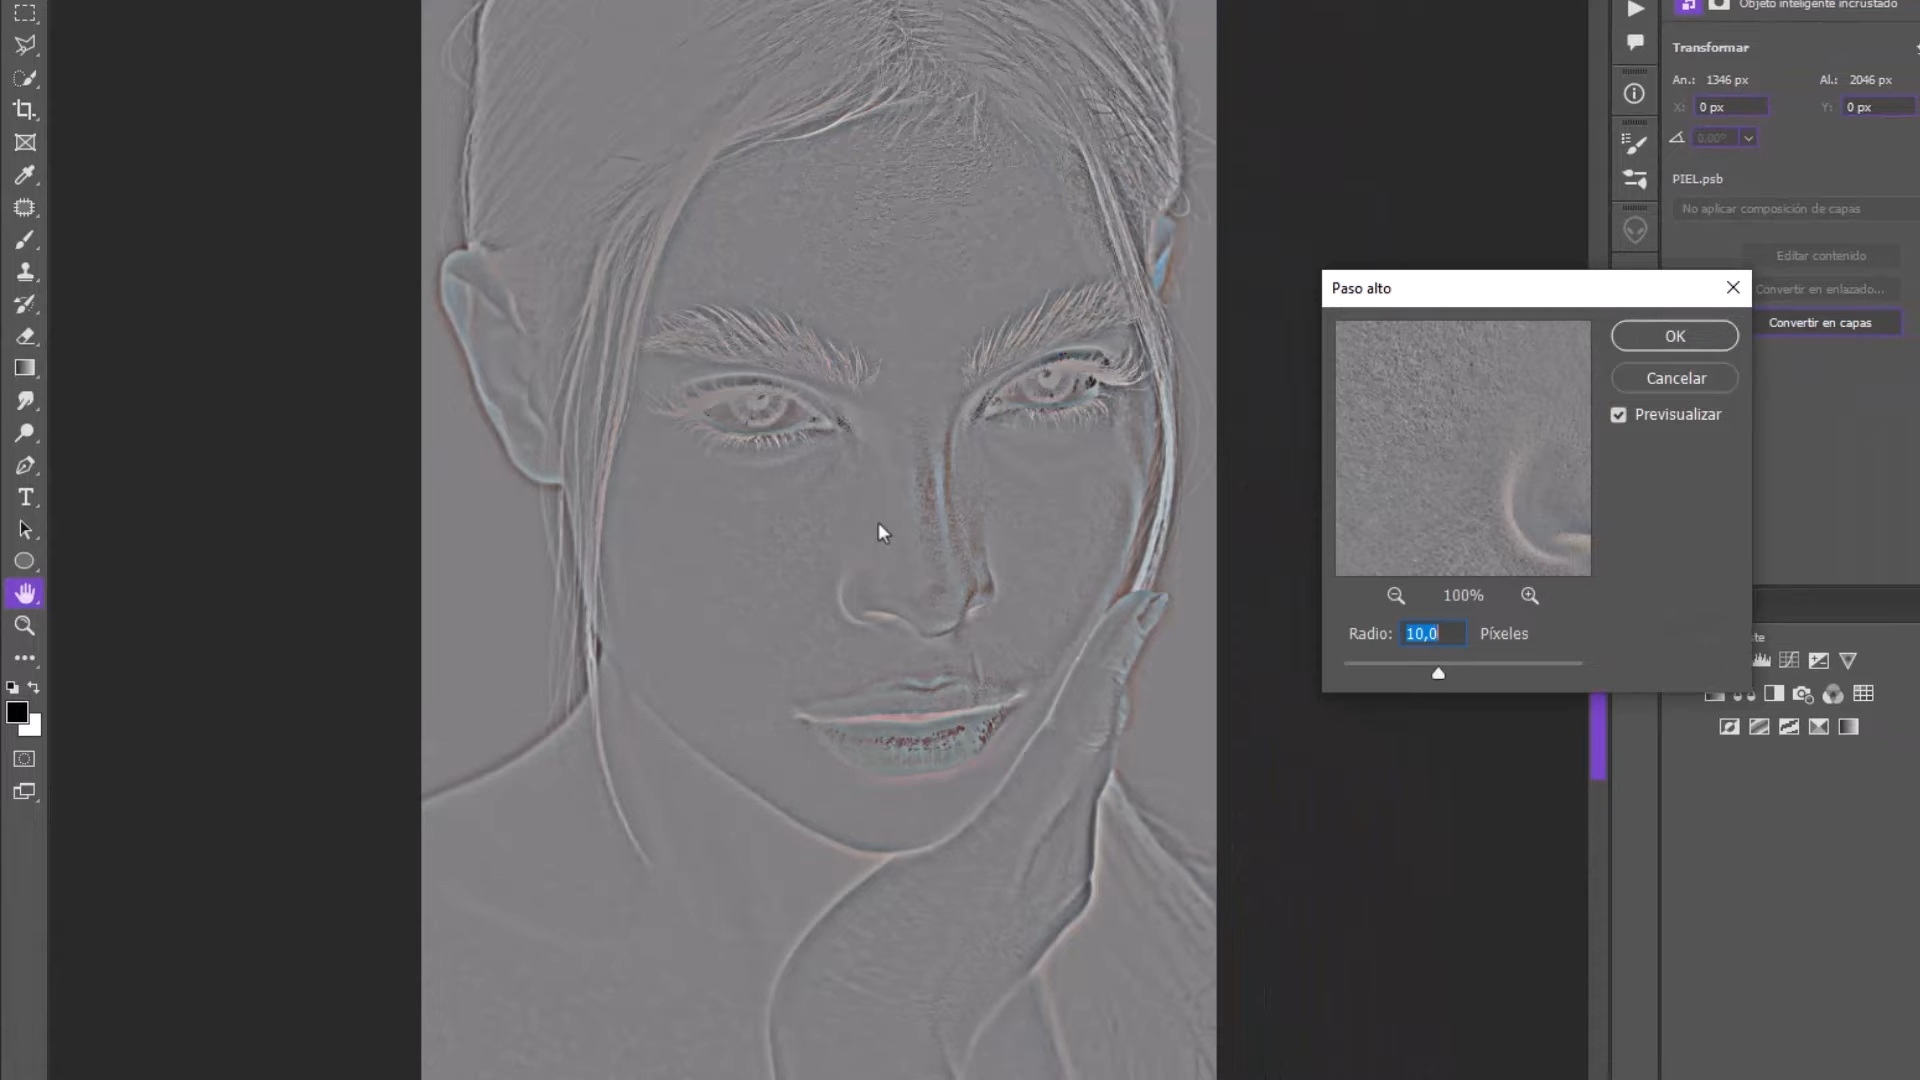 Objeto inteligente incrustado
Transformar
An.: 1346 px Al.: 2046 px
X: 0 px Y: 0 px
0,00°
PIEL.psb
No aplicar composición de capas
Editar contenido
Convertir en enlazado...
Convertir en capas
Paso alto
OK
Cancelar
Previsualizar
100%
Radio: 10,0 Píxeles
T